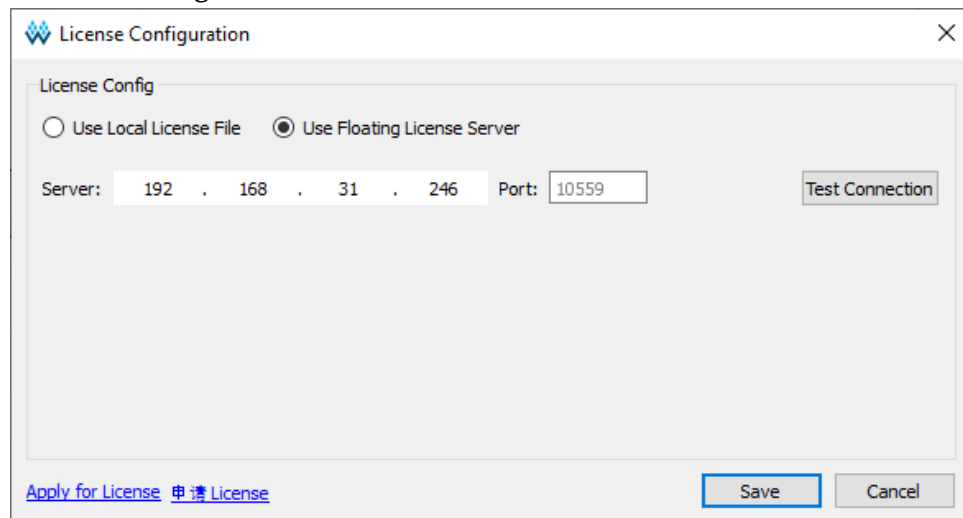 License Configuration
License Config
Use Local License File Use Floating License Server
Server: 192 . 168 . 31 . 246 Port: 10559 Test Connection
Apply for License 申请 License Save Cancel